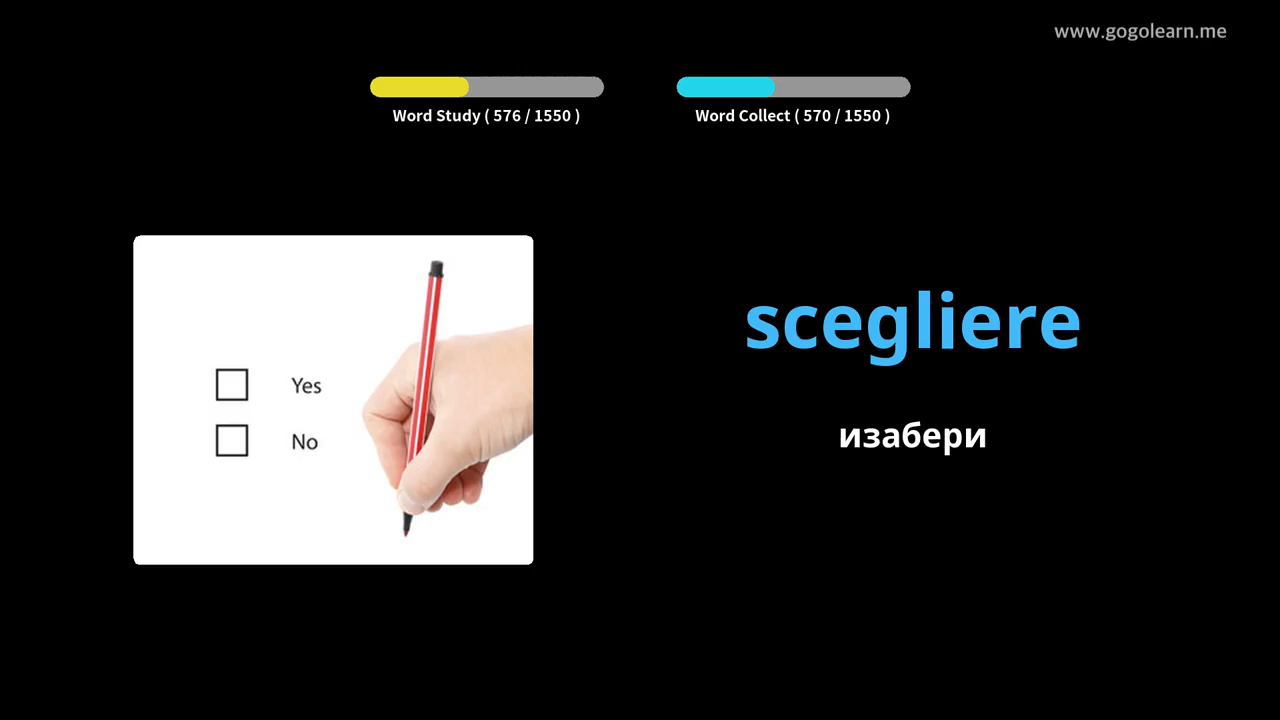 www.gogolearn.me
Word Study ( 576 / 1550 )
Word Collect ( 570 / 1550 )
Yes
No
scegliere
изабери